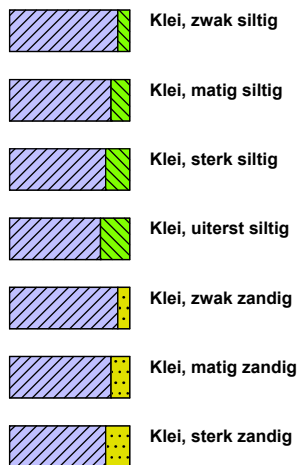 Klei, zwak siltig
Klei, matig siltig
Klei, sterk siltig
Klei, uiterst siltig
Klei, zwak zandig
Klei, matig zandig
Klei, sterk zandig